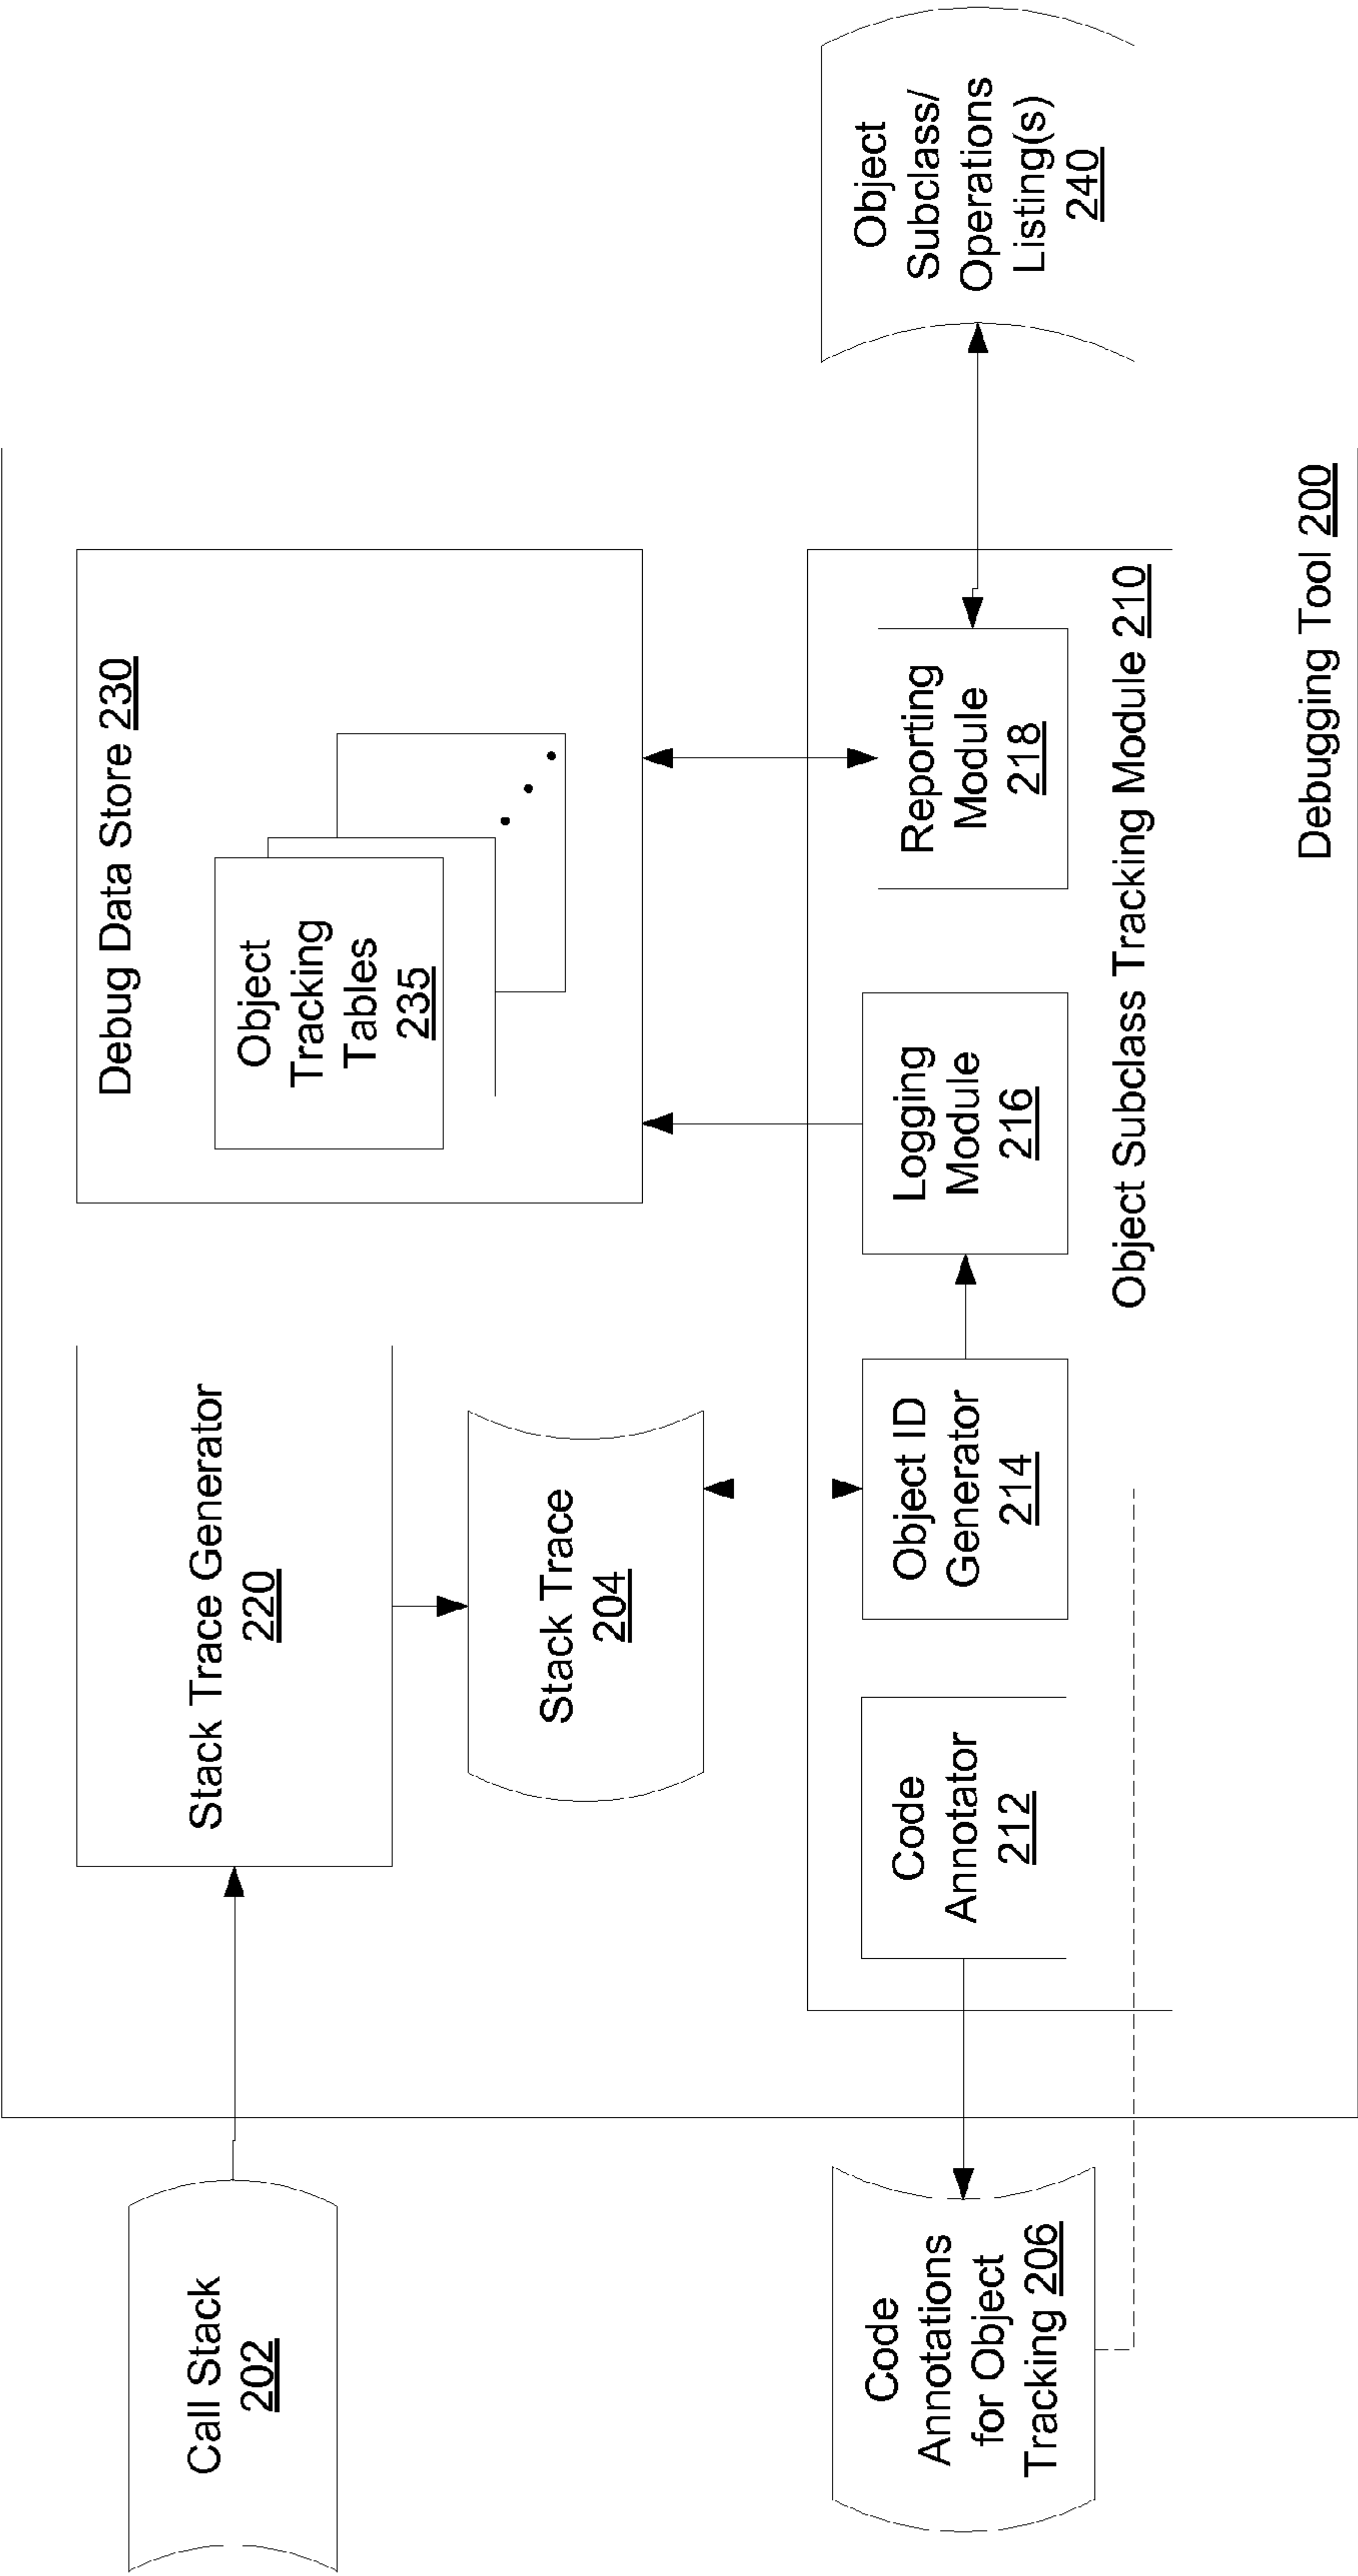 Call Stack
202
Stack Trace Generator
220
Stack Trace
204
Debug Data Store 230
Object
Tracking
Tables
235
Code
Annotations
for Object
Tracking 206
Code
Annotator
212
Object ID
Generator
214
Logging
Module
216
Reporting
Module
218
Object Subclass Tracking Module 210
Object
Subclass/
Operations
Listing(s)
240
Debugging Tool 200